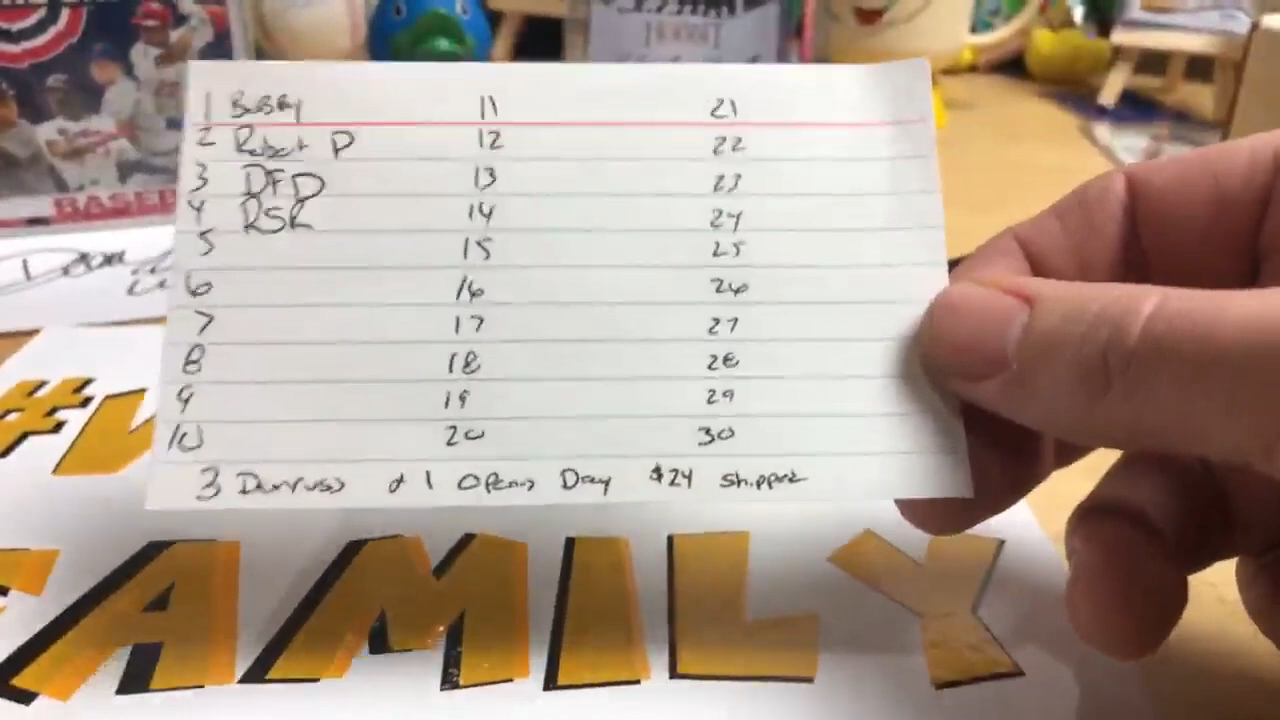 BASEB
1 Bobby 11 21
2 Robert P 12 22
3 DFD 13 23
4 RSR 14 24
5 15 25
6 16 26
7 17 27
8 18 28
9 19 29
10 20 30
3 Donruss & 1 Opening Day $24 shipped
FAMILY